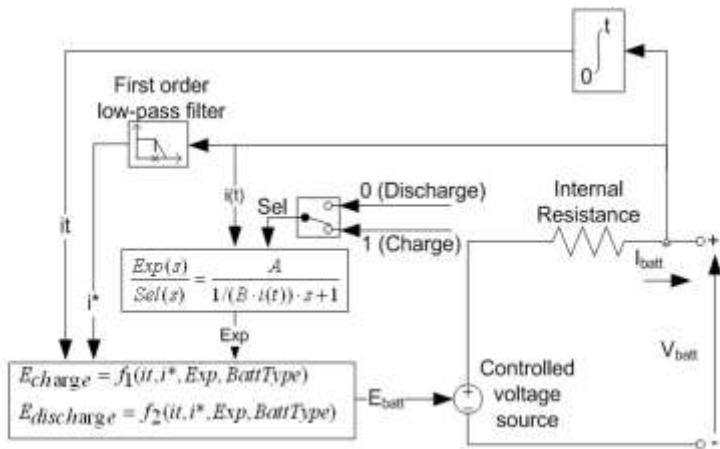 t
0
First order
low-pass filter
i(t)
Sel
0 (Discharge)
1 (Charge)
Internal
Resistance
it
i*
I_batt
+
Exp(s)/Sel(s) = A/(1/(B·i(t))·s+1)
Exp
V_batt
E_charge = f_1(it,i*,Exp,BattType)
E_discharge = f_2(it,i*,Exp,BattType)
E_batt
+
-
Controlled
voltage
source
-